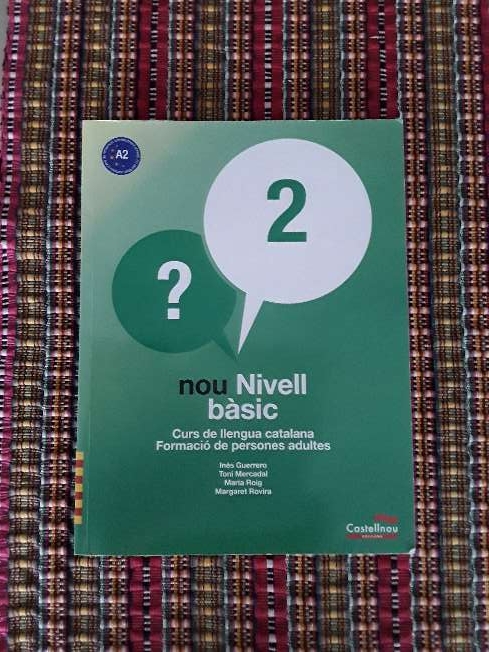 A2
2
?
nou Nivell
bàsic
Curs de llengua catalana
Formació de persones adultes
Inés Guerrero
Toni Mercadal
Maria Roig
Margaret Rovira
Castellnou